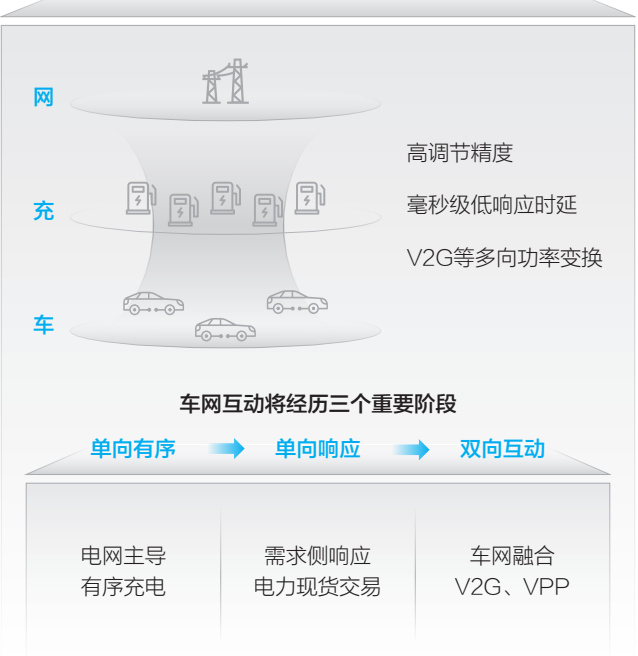 网
高调节精度
充
毫秒级低响应时延
V2G等多向功率变换
车
车网互动将经历三个重要阶段
单向有序
单向响应
双向互动
电网主导
有序充电
需求侧响应
电力现货交易
车网融合
V2G、VPP